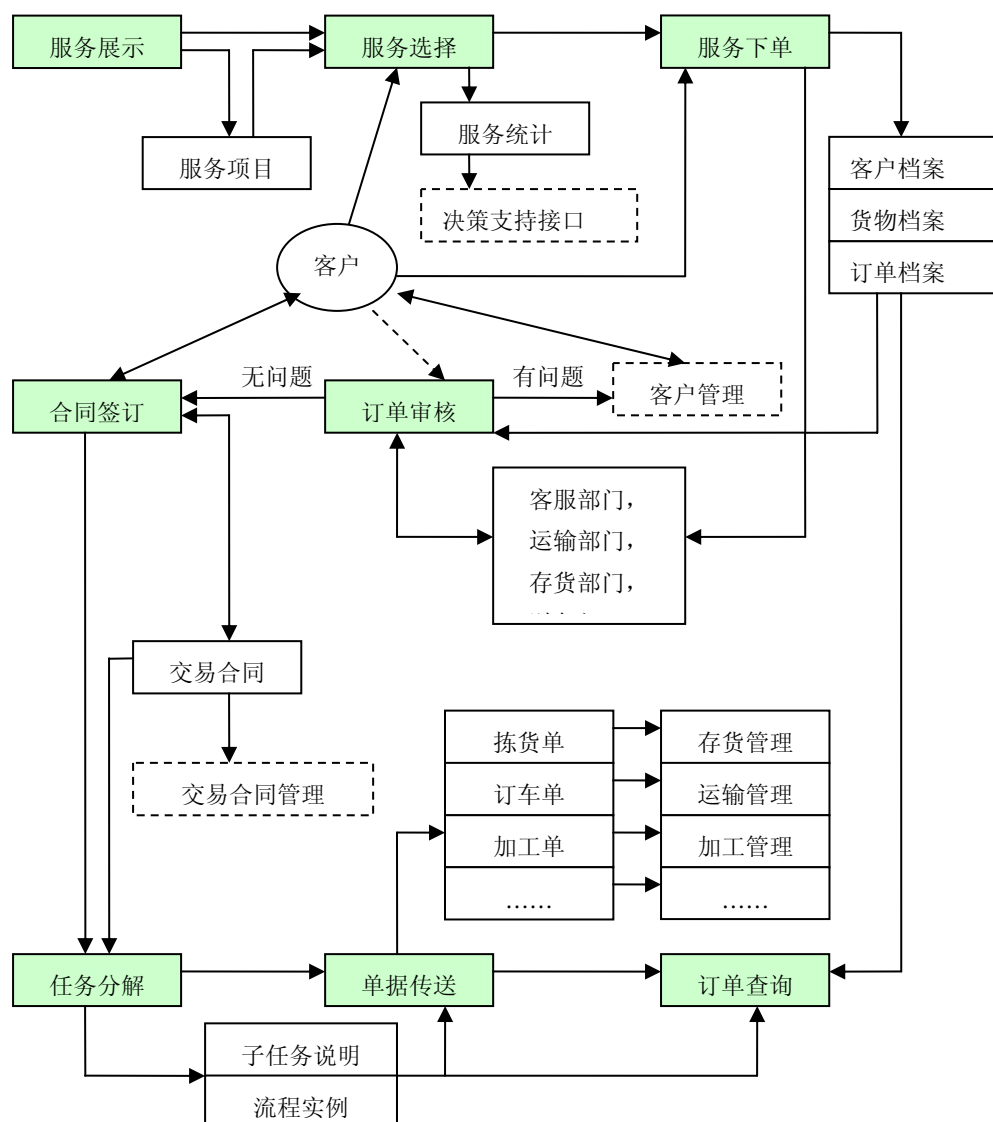 服务展示
服务选择
服务下单
服务统计
服务项目
客户档案
货物档案
订单档案
决策支持接口
客户
无问题
有问题
合同签订
订单审核
客户管理
客服部门，
运输部门，
存货部门，
交易合同
交易合同管理
拣货单
存货管理
订车单
运输管理
加工单
加工管理
……
……
任务分解
单据传送
订单查询
子任务说明
流程实例